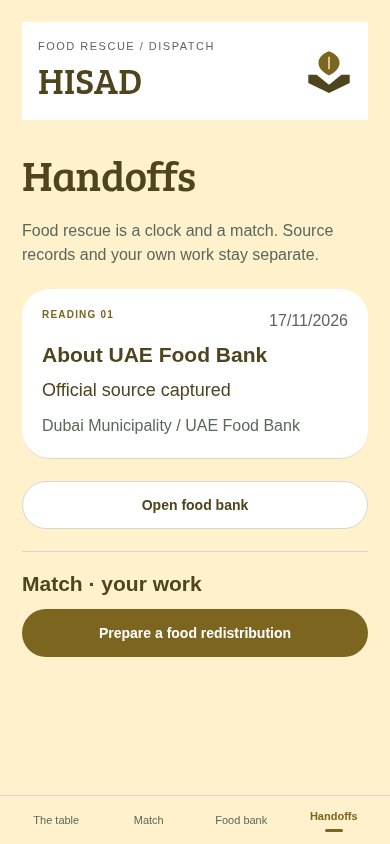 FOOD RESCUE / DISPATCH
HISAD
Handoffs
Food rescue is a clock and a match. Source
records and your own work stay separate.
READING 01
17/11/2026
About UAE Food Bank
Official source captured
Dubai Municipality / UAE Food Bank
Open food bank
Match · your work
Prepare a food redistribution
The table
Match
Food bank
Handoffs